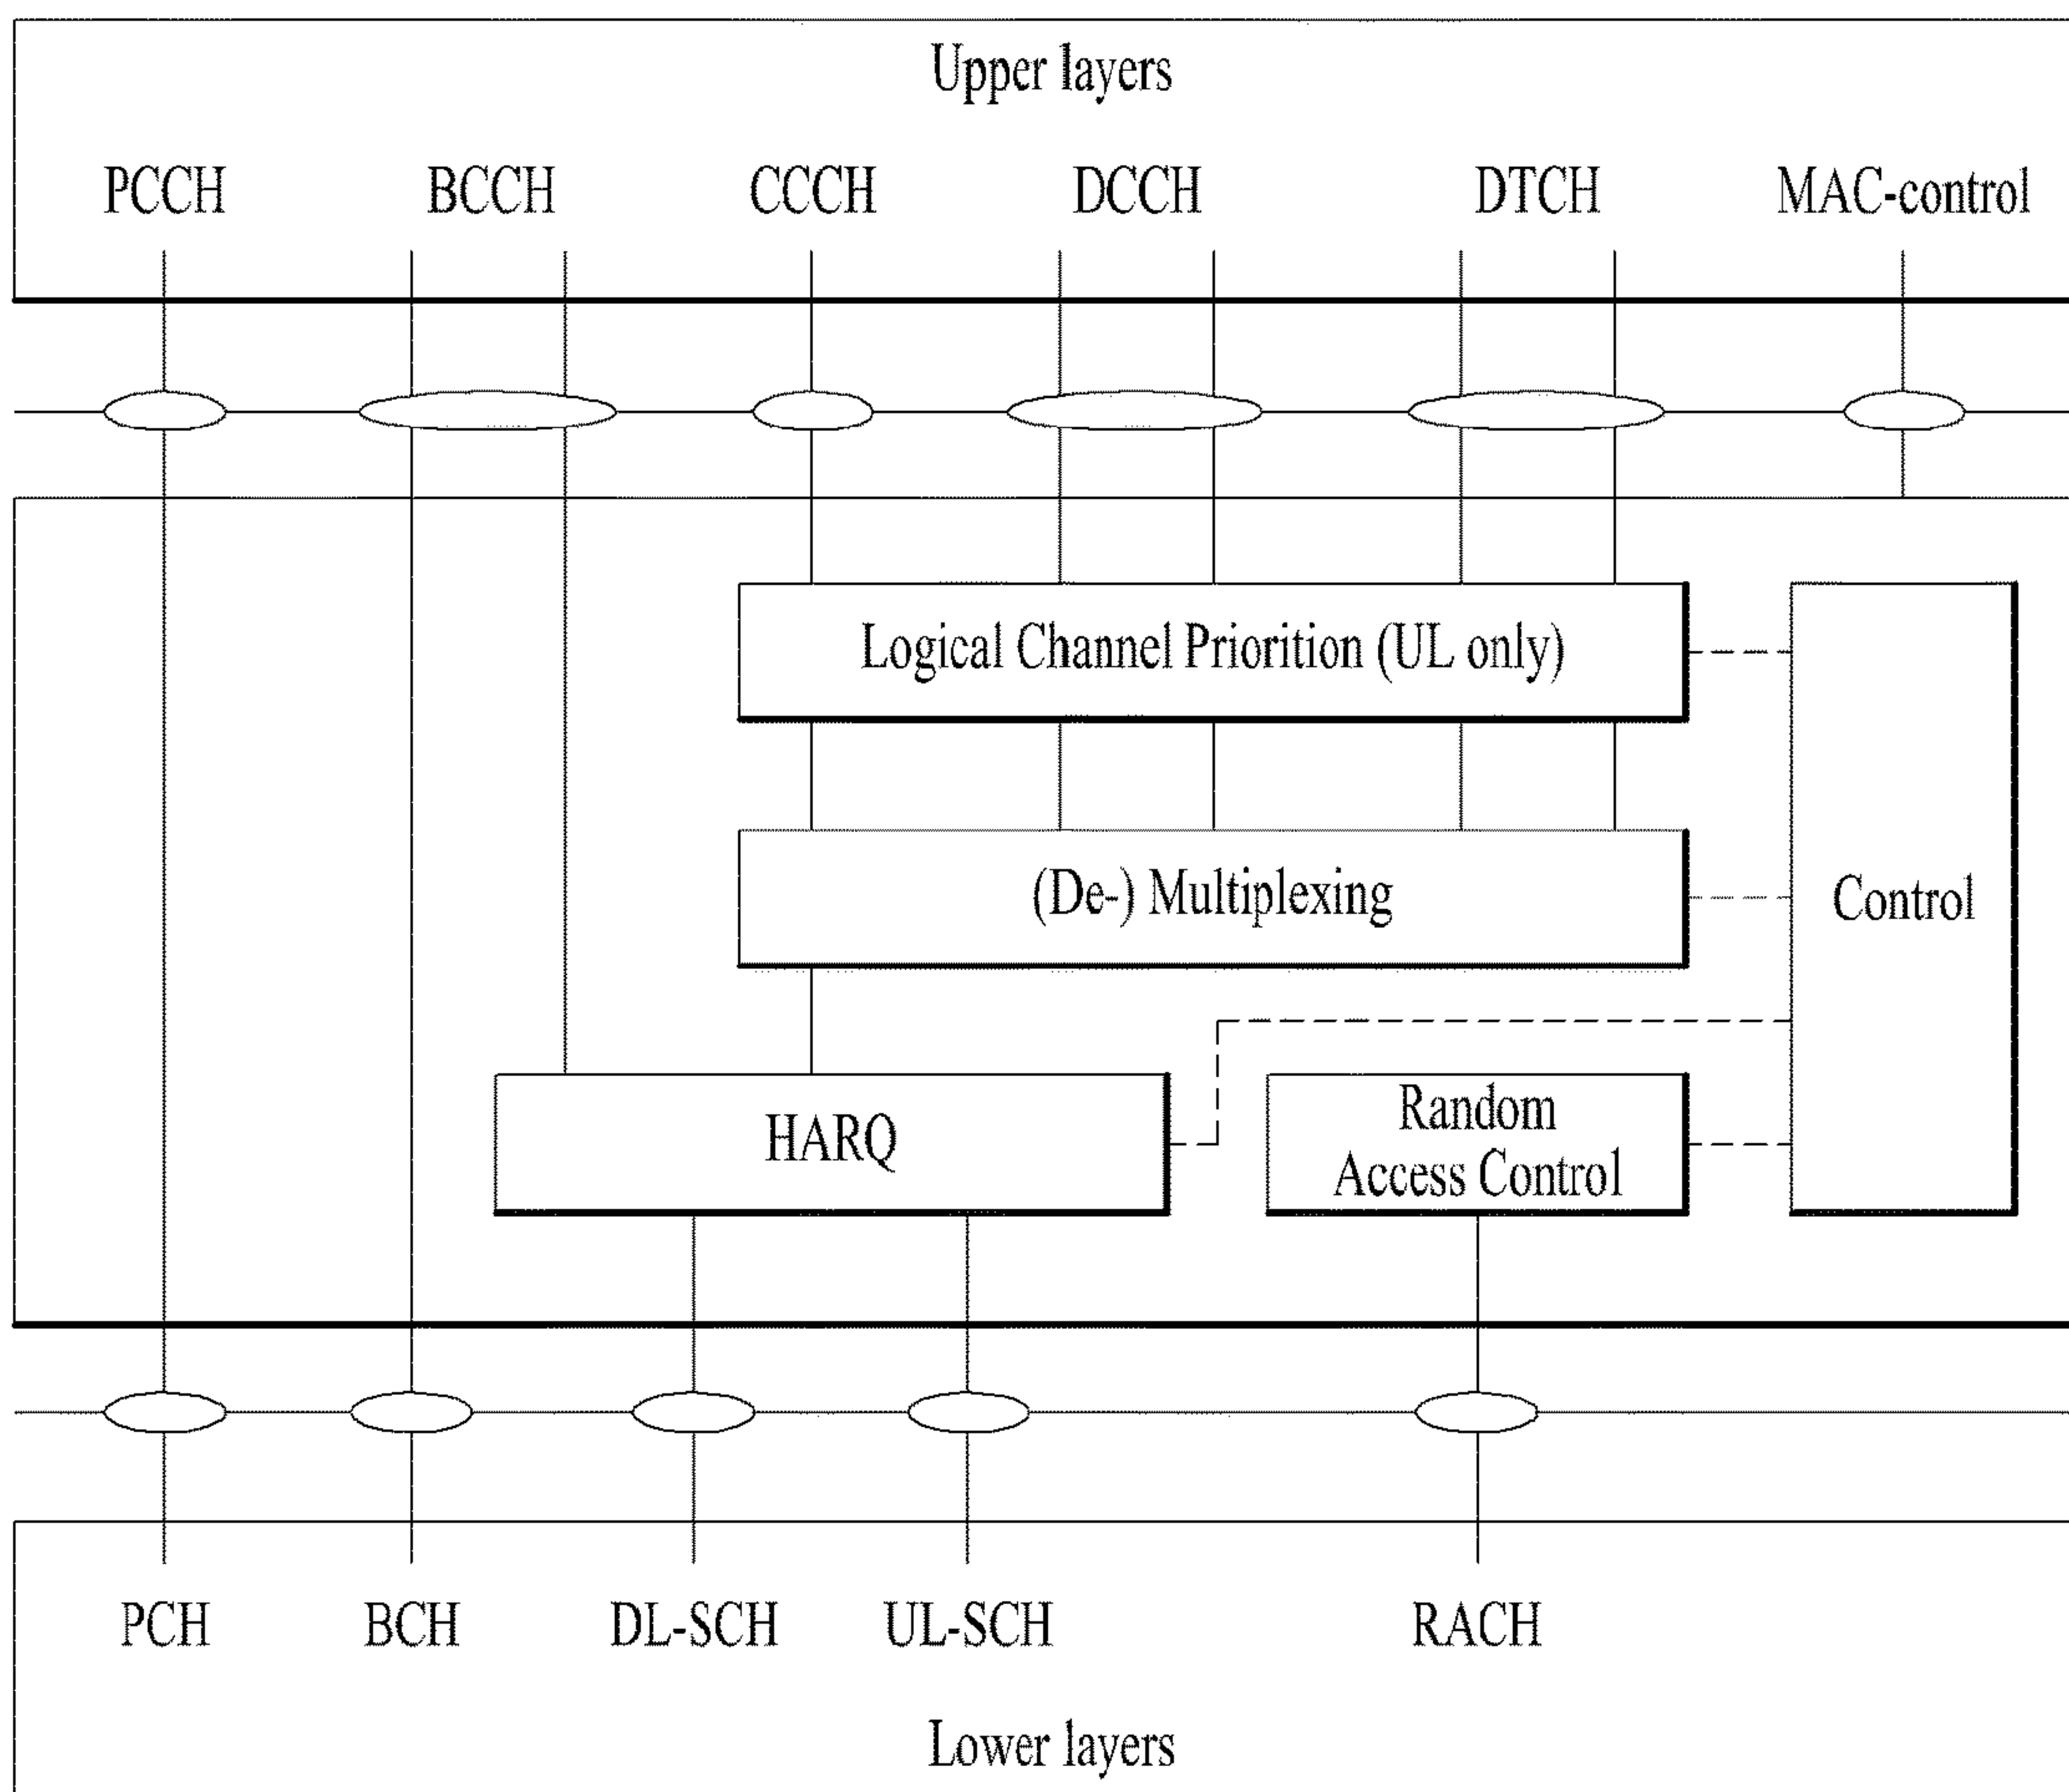 Upper layers
PCCH BCCH CCCH DCCH DTCH MAC-control
Logical Channel Priorition (UL only)
(De-) Multiplexing
Control
HARQ
Random
Access Control
PCH BCH DL-SCH UL-SCH RACH
Lower layers